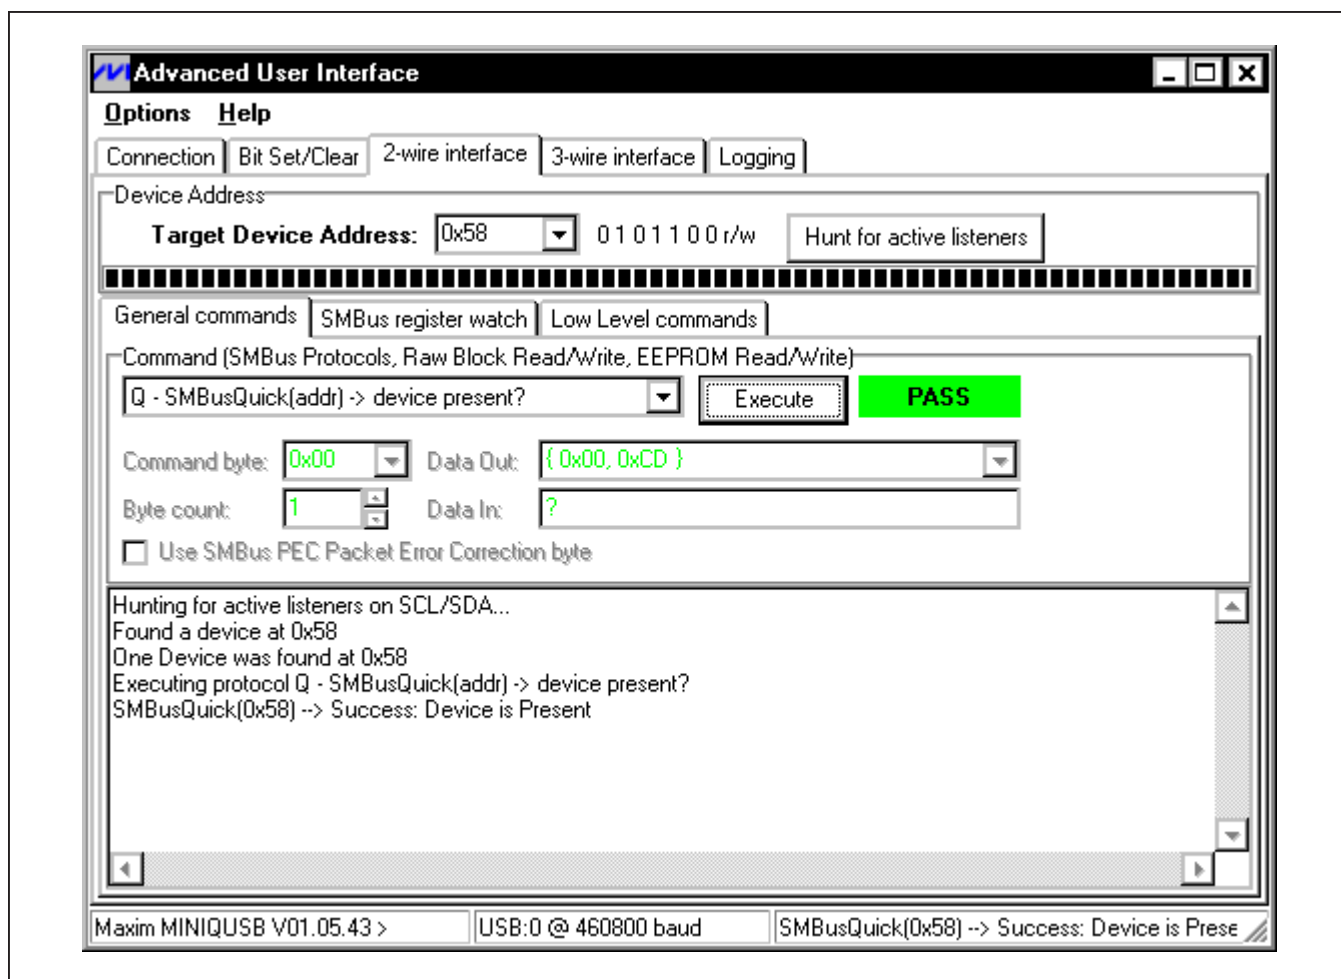 Advanced User Interface
Options Help
Connection Bit Set/Clear 2-wire interface 3-wire interface Logging
Device Address
Target Device Address: 0x58 0 1 0 1 1 0 0 r/w Hunt for active listeners
General commands SMBus register watch Low Level commands
Command (SMBus Protocols, Raw Block Read/Write, EEPROM Read/Write)
Q - SMBusQuick(addr) -> device present? Execute PASS
Command byte: 0x00 Data Out: { 0x00, 0xCD }
Byte count: 1 Data In: ?
Use SMBus PEC Packet Error Correction byte
Hunting for active listeners on SCL/SDA...
Found a device at 0x58
One Device was found at 0x58
Executing protocol Q - SMBusQuick(addr) -> device present?
SMBusQuick(0x58) --> Success: Device is Present
Maxim MINIQUSB V01.05.43 > USB:0 @ 460800 baud SMBusQuick(0x58) --> Success: Device is Prese